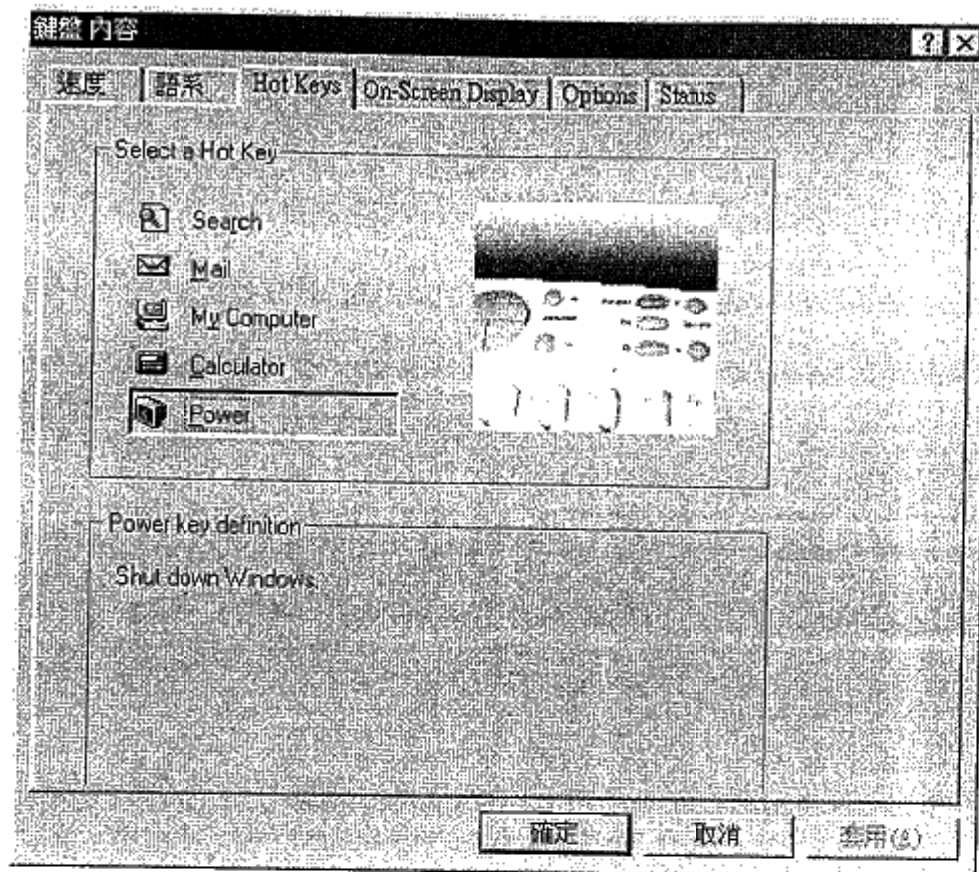 鍵盤 內容
速度 語系 Hot Keys On-Screen Display Options Status
Select a Hot Key
Search
Mail
My Computer
Calculator
Power
Power key definition
Shut down Windows.
確定 取消 套用(A)